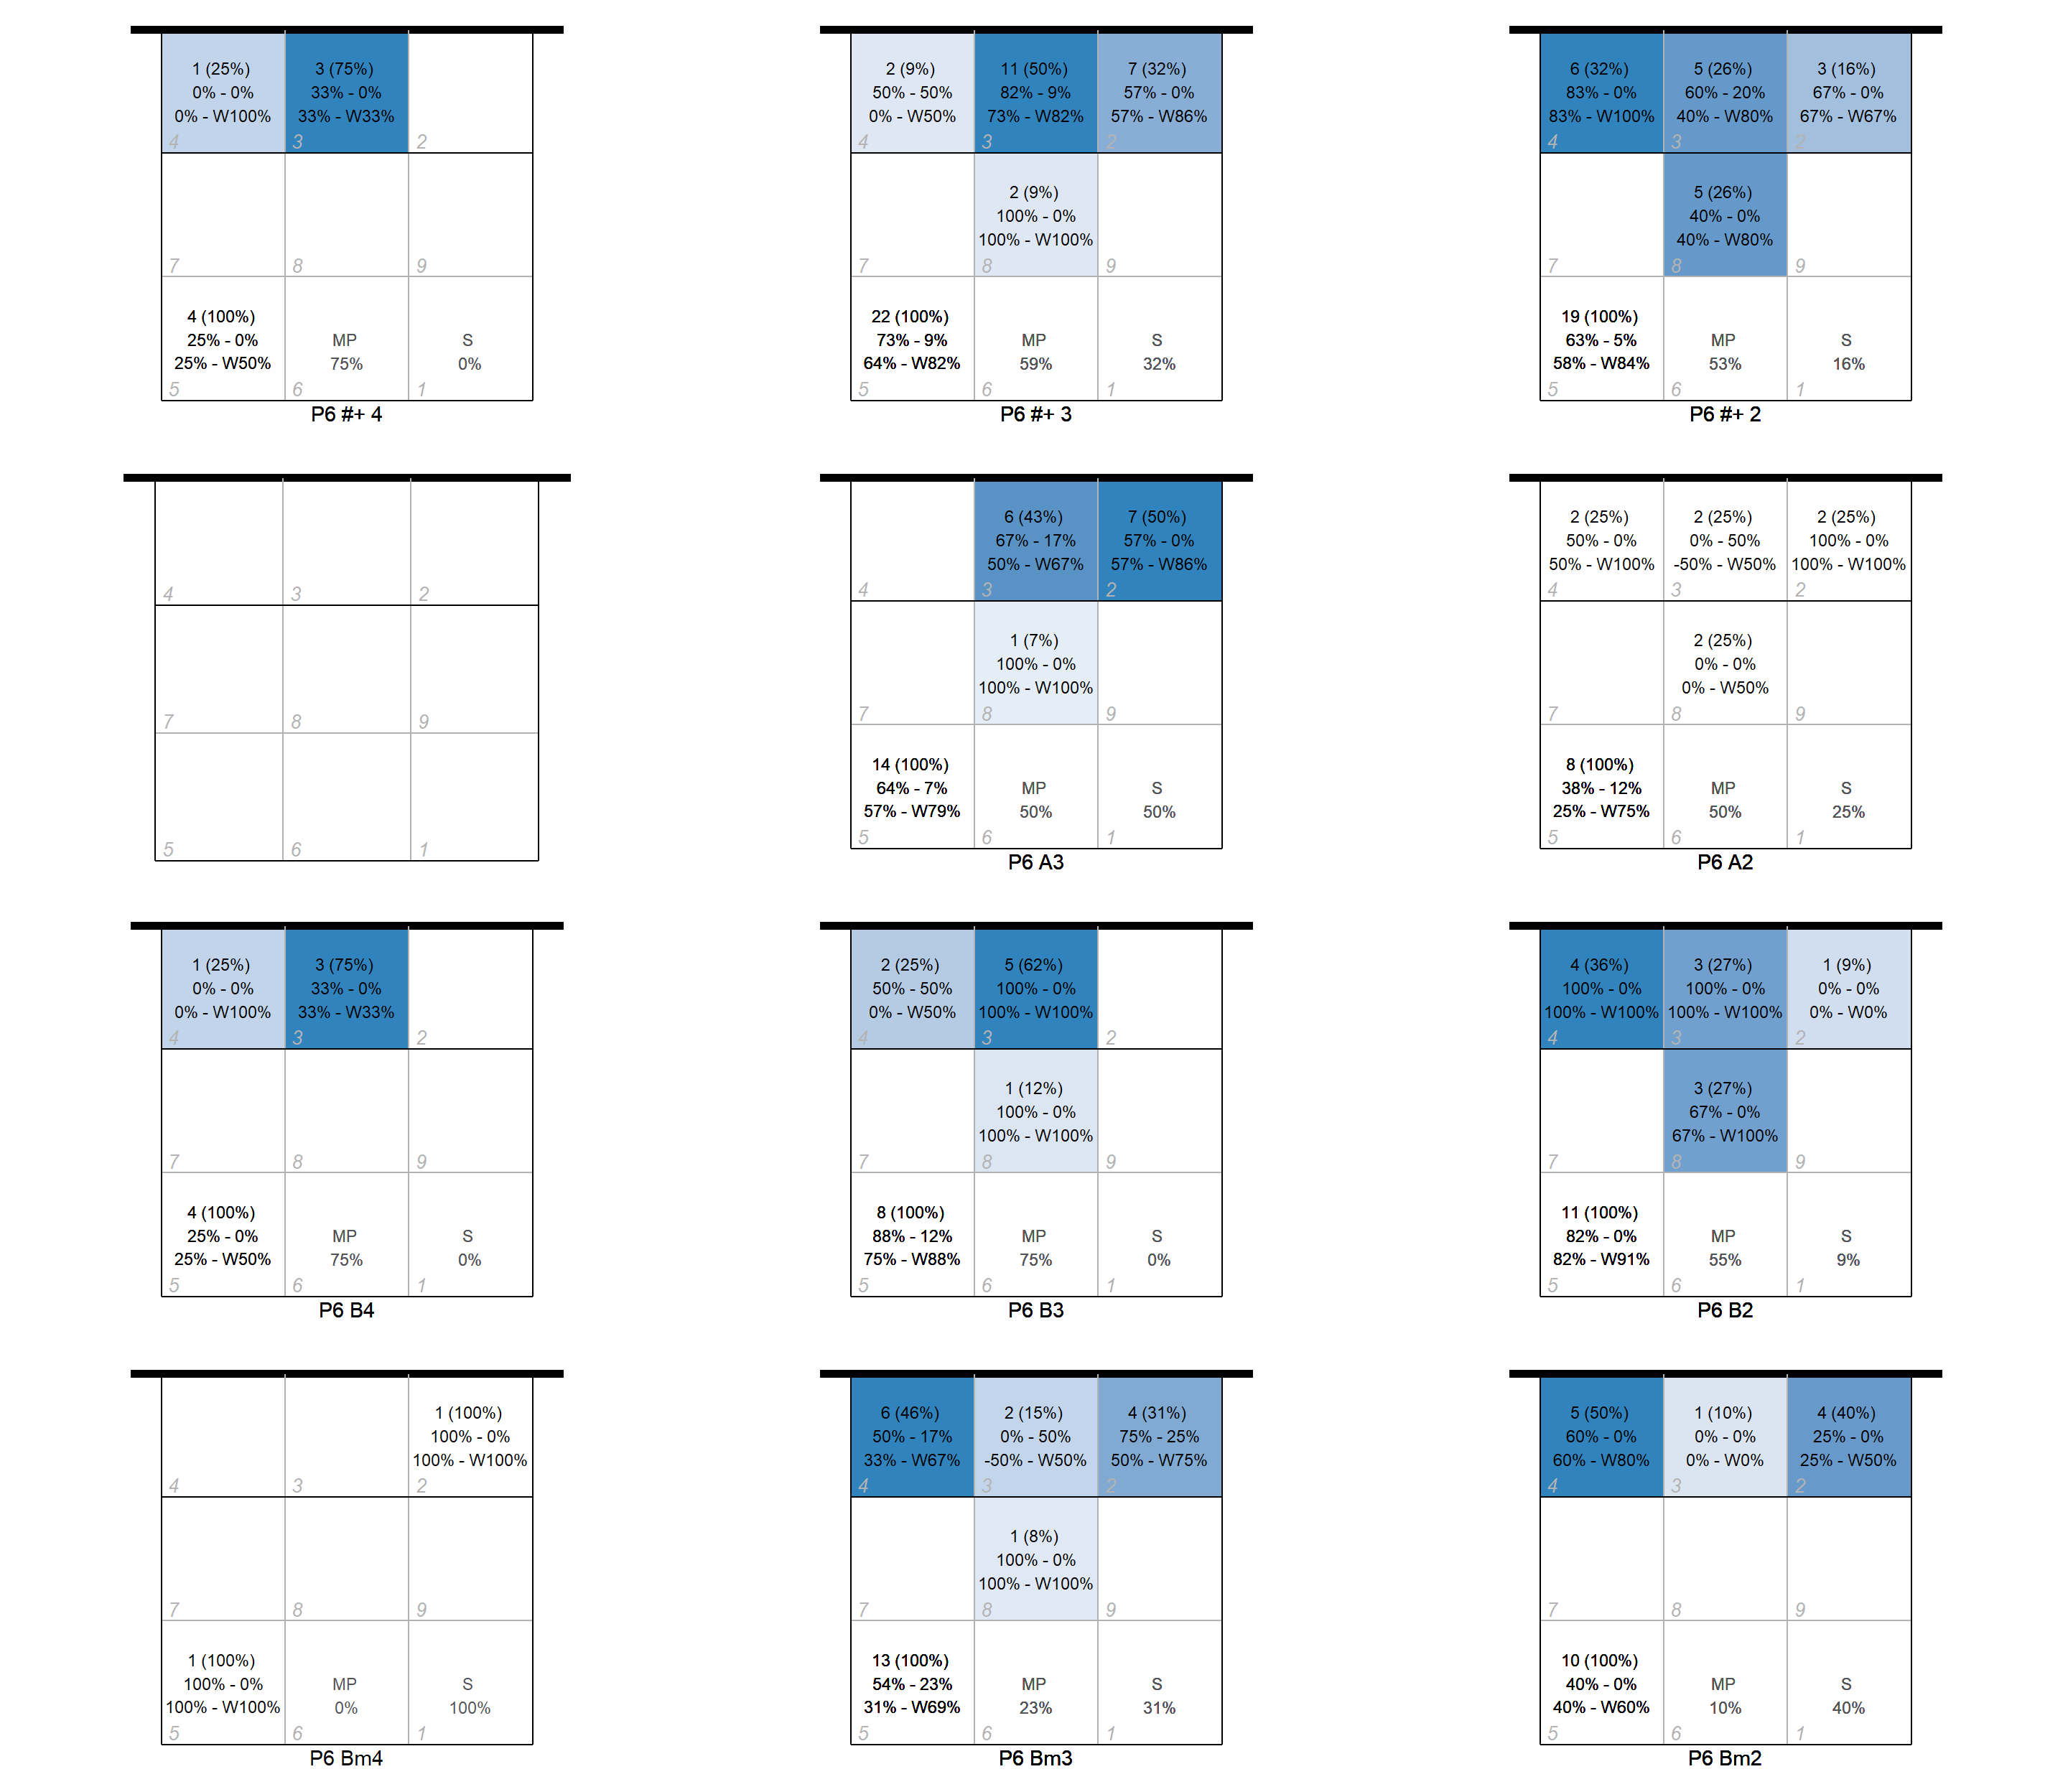 1 (25%)
0% - 0%
0% - W100%
4
3 (75%)
33% - 0%
33% - W33%
3
2
7
8
9
4 (100%)
25% - 0%
25% - W50%
5
MP
75%
6
S
0%
1
P6 #+ 4
2 (9%)
50% - 50%
0% - W50%
4
11 (50%)
82% - 9%
73% - W82%
3
7 (32%)
57% - 0%
57% - W86%
2
7
2 (9%)
100% - 0%
100% - W100%
8
9
22 (100%)
73% - 9%
64% - W82%
5
MP
59%
6
S
32%
1
P6 #+ 3
6 (32%)
83% - 0%
83% - W100%
4
5 (26%)
60% - 20%
40% - W80%
3
3 (16%)
67% - 0%
67% - W67%
2
7
5 (26%)
40% - 0%
40% - W80%
8
9
19 (100%)
63% - 5%
58% - W84%
5
MP
53%
6
S
16%
1
P6 #+ 2
4
3
2
7
8
9
5
6
1
4
6 (43%)
67% - 17%
50% - W67%
3
7 (50%)
57% - 0%
57% - W86%
2
7
1 (7%)
100% - 0%
100% - W100%
8
9
14 (100%)
64% - 7%
57% - W79%
5
MP
50%
6
S
50%
1
P6 A3
2 (25%)
50% - 0%
50% - W100%
4
2 (25%)
0% - 50%
-50% - W50%
3
2 (25%)
100% - 0%
100% - W100%
2
7
2 (25%)
0% - 0%
0% - W50%
8
9
8 (100%)
38% - 12%
25% - W75%
5
MP
50%
6
S
25%
1
P6 A2
1 (25%)
0% - 0%
0% - W100%
4
3 (75%)
33% - 0%
33% - W33%
3
2
7
8
9
4 (100%)
25% - 0%
25% - W50%
5
MP
75%
6
S
0%
1
P6 B4
2 (25%)
50% - 50%
0% - W50%
4
5 (62%)
100% - 0%
100% - W100%
3
2
7
1 (12%)
100% - 0%
100% - W100%
8
9
8 (100%)
88% - 12%
75% - W88%
5
MP
75%
6
S
0%
1
P6 B3
4 (36%)
100% - 0%
100% - W100%
4
3 (27%)
100% - 0%
100% - W100%
3
1 (9%)
0% - 0%
0% - W0%
2
7
3 (27%)
67% - 0%
67% - W100%
8
9
11 (100%)
82% - 0%
82% - W91%
5
MP
55%
6
S
9%
1
P6 B2
4
3
1 (100%)
100% - 0%
100% - W100%
2
7
8
9
1 (100%)
100% - 0%
100% - W100%
5
MP
0%
6
S
100%
1
P6 Bm4
6 (46%)
50% - 17%
33% - W67%
4
2 (15%)
0% - 50%
-50% - W50%
3
4 (31%)
75% - 25%
50% - W75%
2
7
1 (8%)
100% - 0%
100% - W100%
8
9
13 (100%)
54% - 23%
31% - W69%
5
MP
23%
6
S
31%
1
P6 Bm3
5 (50%)
60% - 0%
60% - W80%
4
1 (10%)
0% - 0%
0% - W0%
3
4 (40%)
25% - 0%
25% - W50%
2
7
8
9
10 (100%)
40% - 0%
40% - W60%
5
MP
10%
6
S
40%
1
P6 Bm2